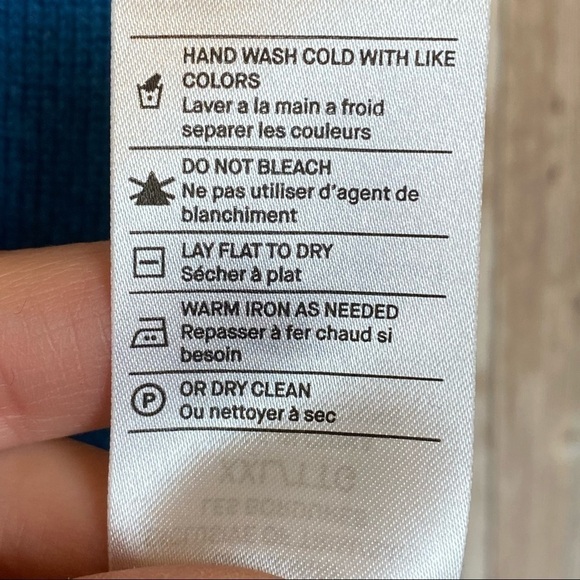 HAND WASH COLD WITH LIKE
COLORS
Laver a la main a froid
separer les couleurs
DO NOT BLEACH
Ne pas utiliser d'agent de
blanchiment
LAY FLAT TO DRY
Sécher à plat
WARM IRON AS NEEDED
Repasser à fer chaud si
besoin
P
OR DRY CLEAN
Ou nettoyer à sec